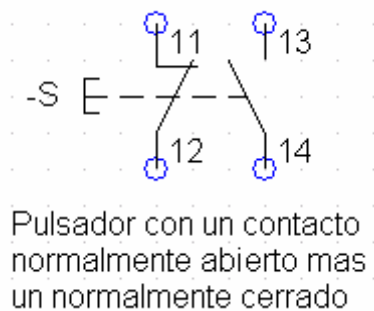 11 13
-S
12 14
Pulsador con un contacto
normalmente abierto mas
un normalmente cerrado